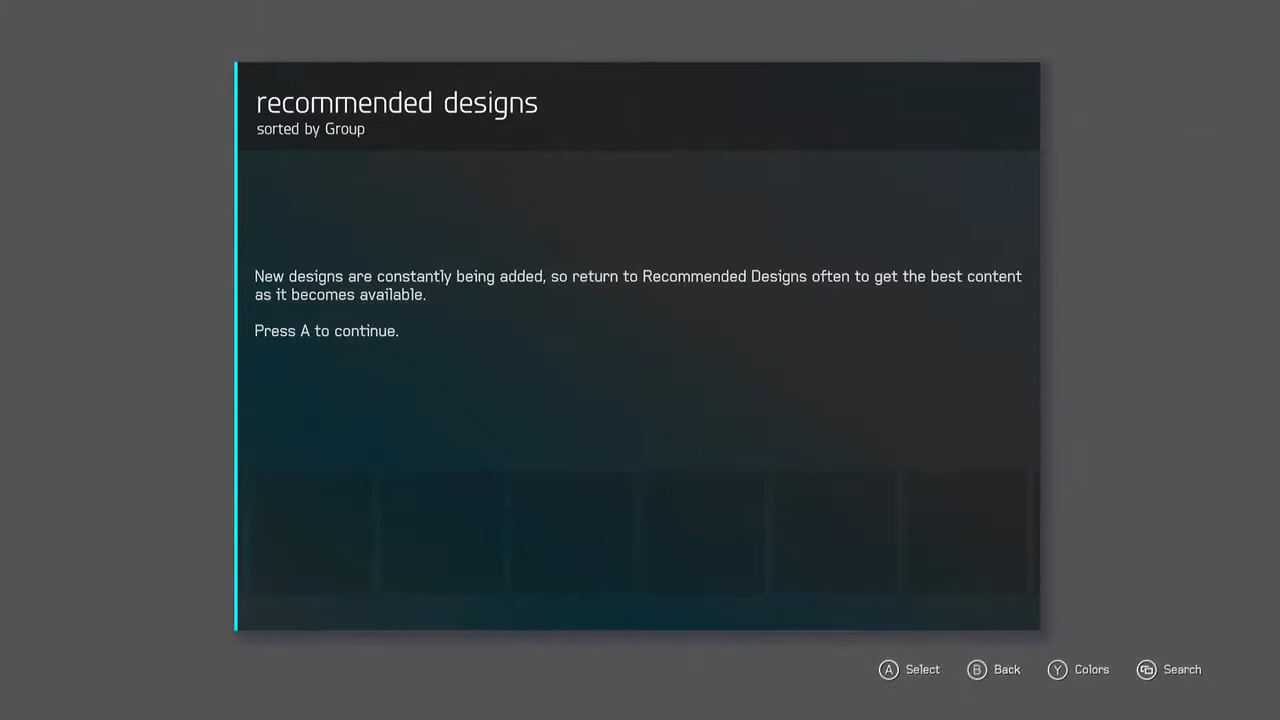 recommended designs
sorted by Group
New designs are constantly being added, so return to Recommended Designs often to get the best content
as it becomes available.
Press A to continue.
A Select B Back Y Colors Search